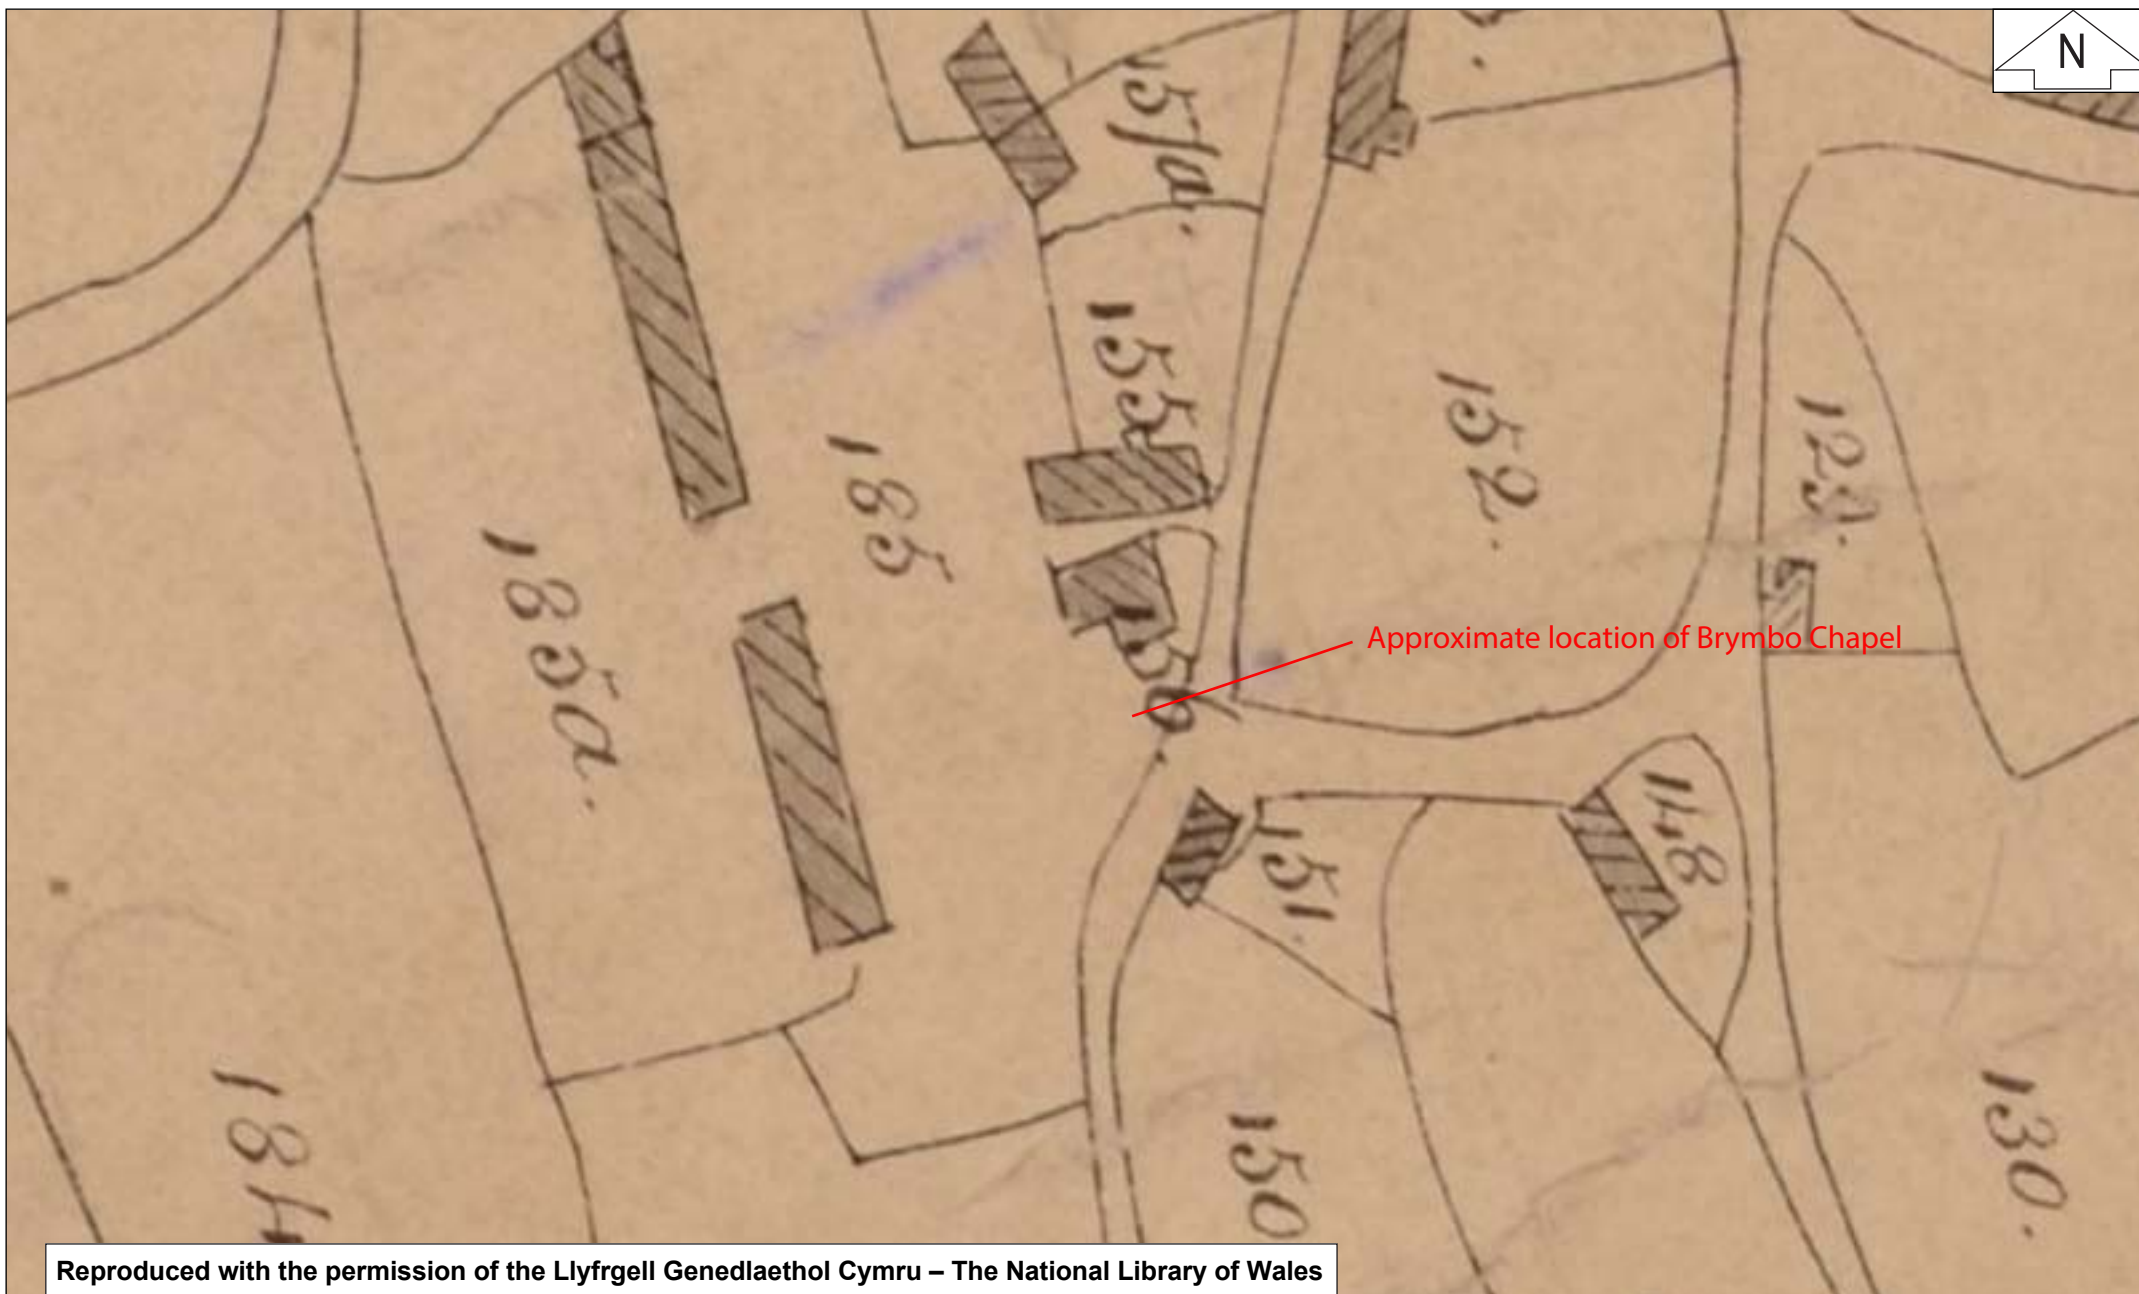 N
157a.
155
152.
129.
185
185a.
156
Approximate location of Brymbo Chapel
151.
148
184
150
130.
Reproduced with the permission of the Llyfrgell Genedlaethol Cymru – The National Library of Wales